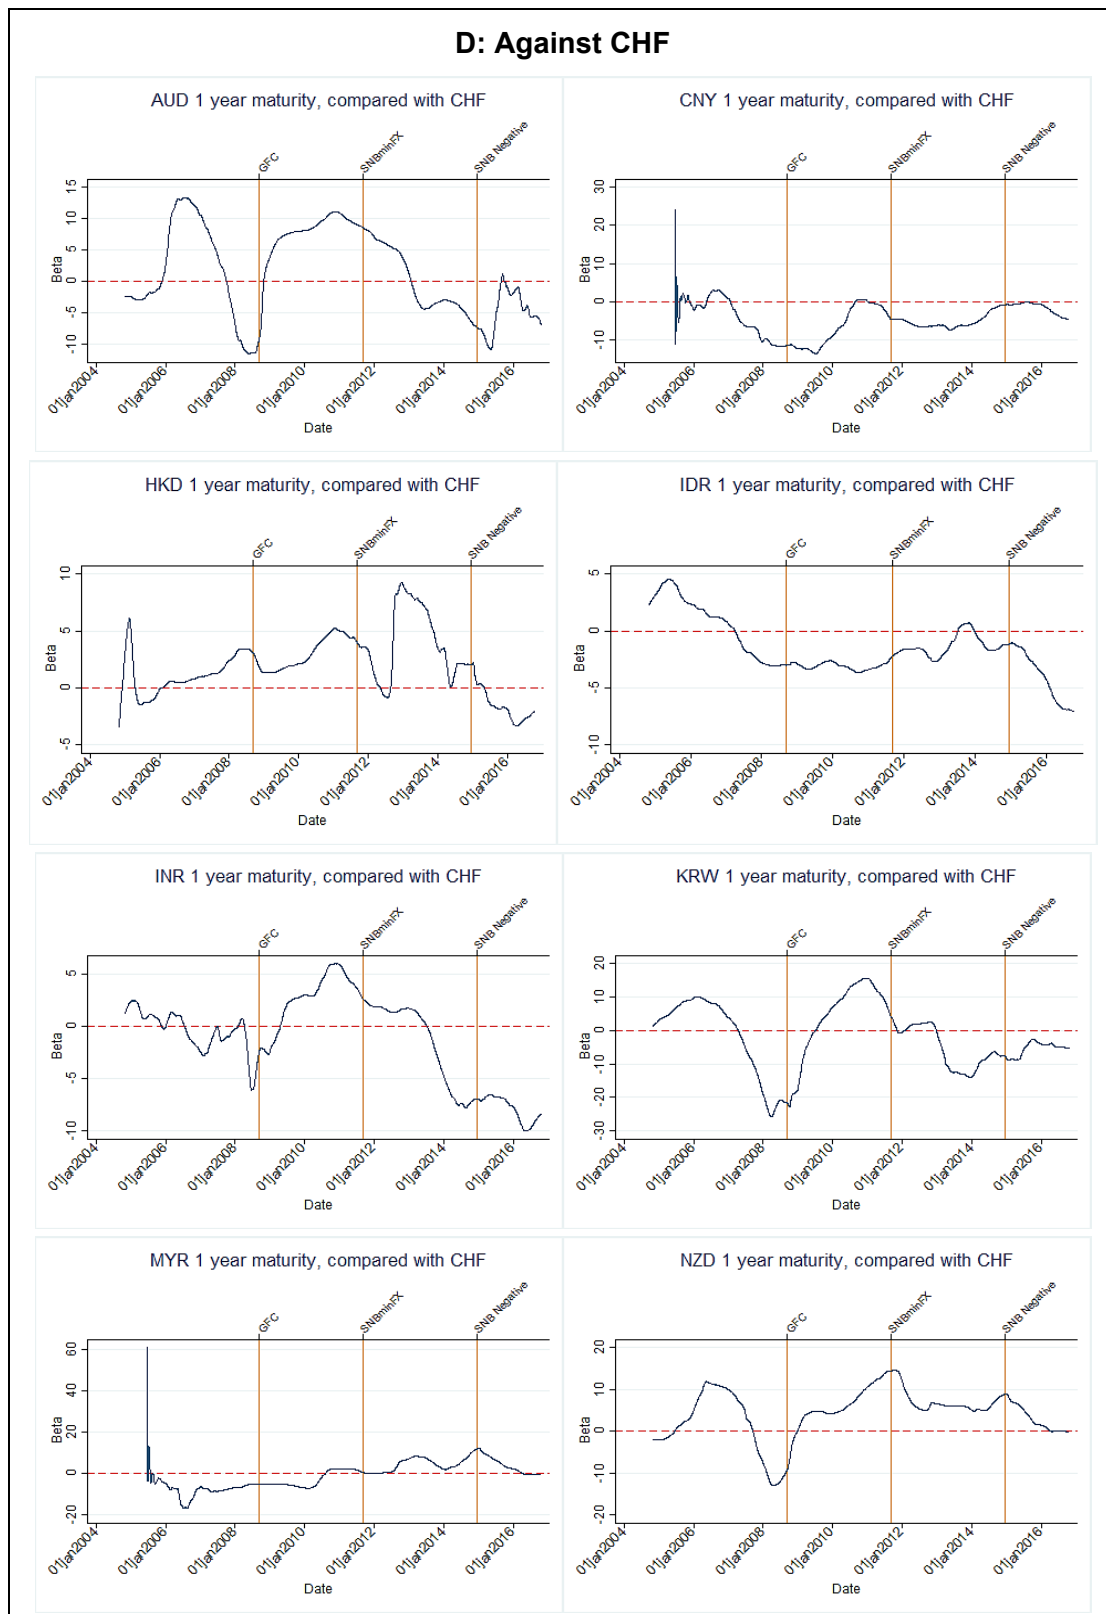 D: Against CHF
AUD 1 year maturity, compared with CHF
GFC
SNBminFX
SNB Negative
15
10
5
0
-5
-10
Beta
01jan2004
01jan2006
01jan2008
01jan2010
01jan2012
01jan2014
01jan2016
Date
CNY 1 year maturity, compared with CHF
GFC
SNBminFX
SNB Negative
30
20
10
0
-10
Beta
01jan2004
01jan2006
01jan2008
01jan2010
01jan2012
01jan2014
01jan2016
Date
HKD 1 year maturity, compared with CHF
GFC
SNBminFX
SNB Negative
10
5
0
-5
Beta
01jan2004
01jan2006
01jan2008
01jan2010
01jan2012
01jan2014
01jan2016
Date
IDR 1 year maturity, compared with CHF
GFC
SNBminFX
SNB Negative
5
0
-5
-10
Beta
01jan2004
01jan2006
01jan2008
01jan2010
01jan2012
01jan2014
01jan2016
Date
INR 1 year maturity, compared with CHF
GFC
SNBminFX
SNB Negative
5
0
-5
-10
Beta
01jan2004
01jan2006
01jan2008
01jan2010
01jan2012
01jan2014
01jan2016
Date
KRW 1 year maturity, compared with CHF
GFC
SNBminFX
SNB Negative
20
10
0
-10
-20
-30
Beta
01jan2004
01jan2006
01jan2008
01jan2010
01jan2012
01jan2014
01jan2016
Date
MYR 1 year maturity, compared with CHF
GFC
SNBminFX
SNB Negative
60
40
20
0
-20
Beta
01jan2004
01jan2006
01jan2008
01jan2010
01jan2012
01jan2014
01jan2016
Date
NZD 1 year maturity, compared with CHF
GFC
SNBminFX
SNB Negative
20
10
0
-10
-20
Beta
01jan2004
01jan2006
01jan2008
01jan2010
01jan2012
01jan2014
01jan2016
Date